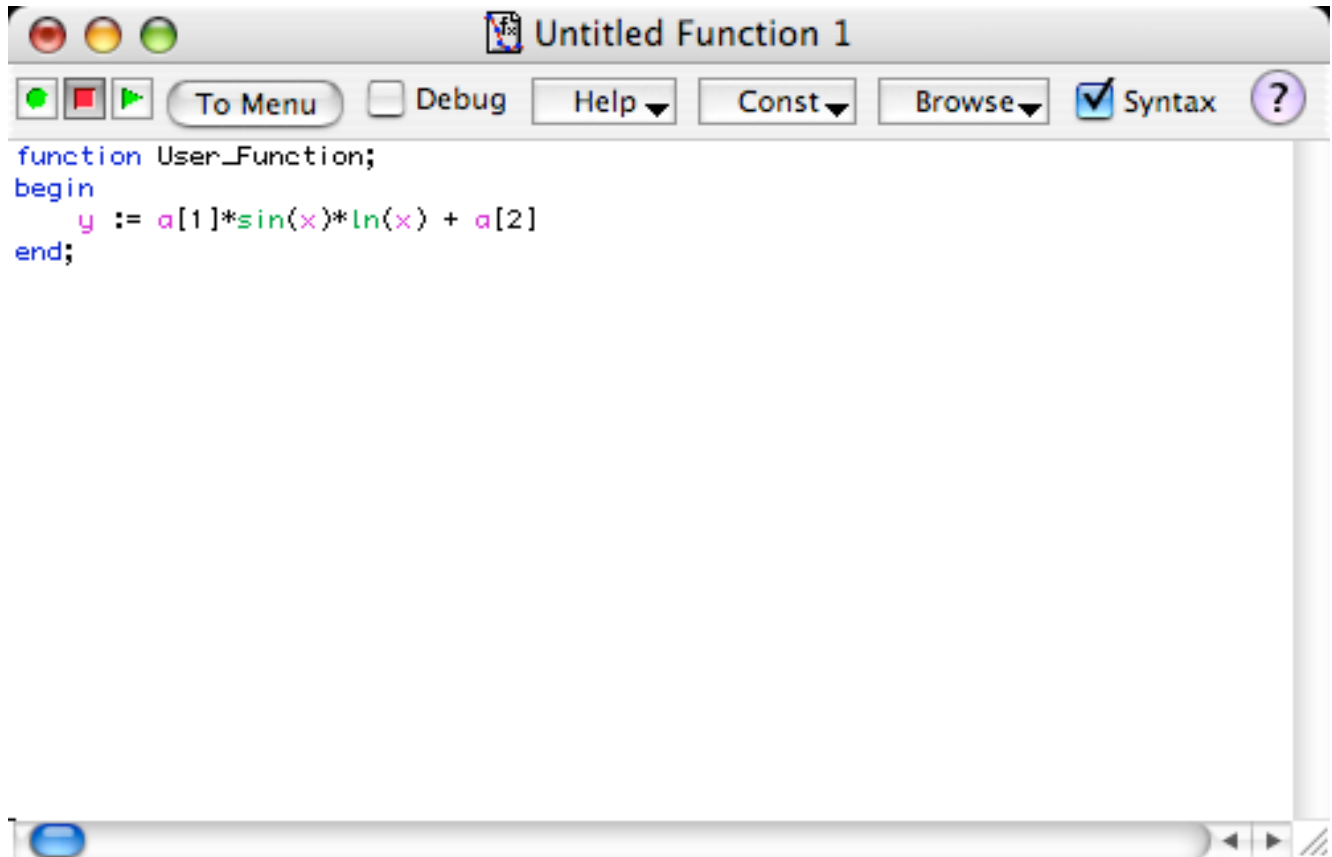 Untitled Function 1
To Menu Debug Help Const Browse Syntax ?
function User_Function;
begin
    y := a[1]*sin(x)*ln(x) + a[2]
end;